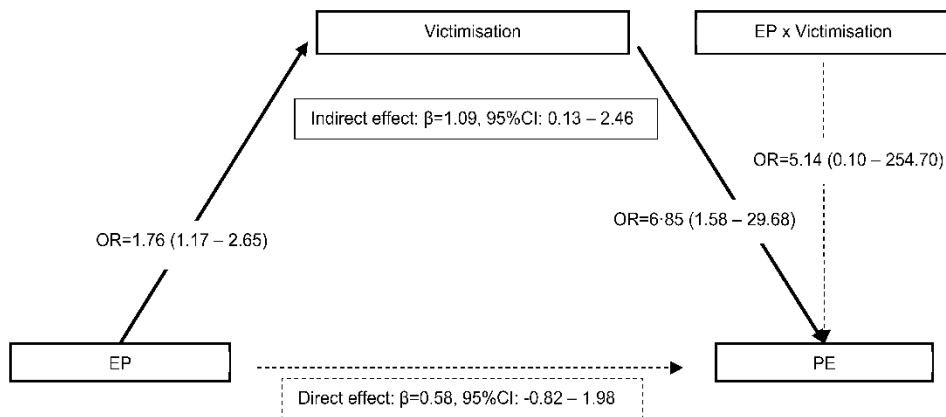 Victimisation
EP x Victimisation
Indirect effect: β=1.09, 95%CI: 0.13 – 2.46
OR=5.14 (0.10 – 254.70)
OR=6·85 (1.58 – 29.68)
OR=1.76 (1.17 – 2.65)
EP
PE
Direct effect: β=0.58, 95%CI: -0.82 – 1.98